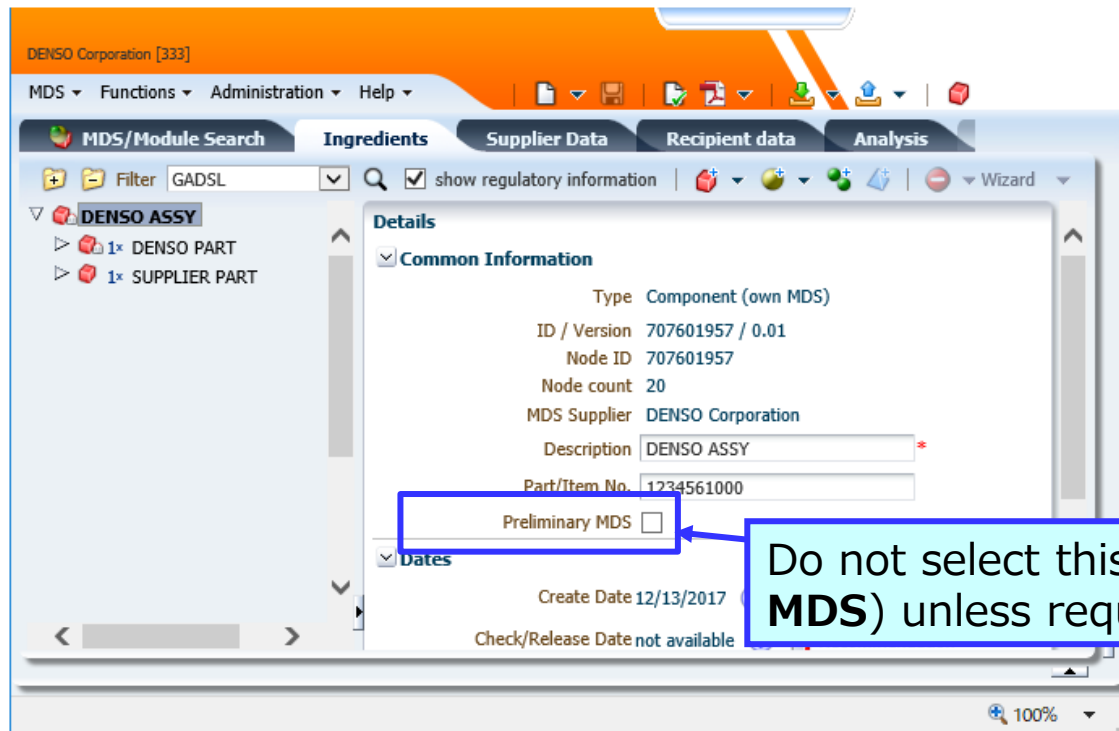 DENSO Corporation [333]
MDS Functions Administration Help
MDS/Module Search Ingredients Supplier Data Recipient data Analysis
Filter GADSL show regulatory information Wizard
DENSO ASSY
1x DENSO PART
1x SUPPLIER PART
Details
Common Information
Type Component (own MDS)
ID / Version 707601957 / 0.01
Node ID 707601957
Node count 20
MDS Supplier DENSO Corporation
Description DENSO ASSY *
Part/Item No. 1234561000
Preliminary MDS
Do not select this
MDS) unless
Dates
Create Date 12/13/2017
Check/Release Date not available
100%